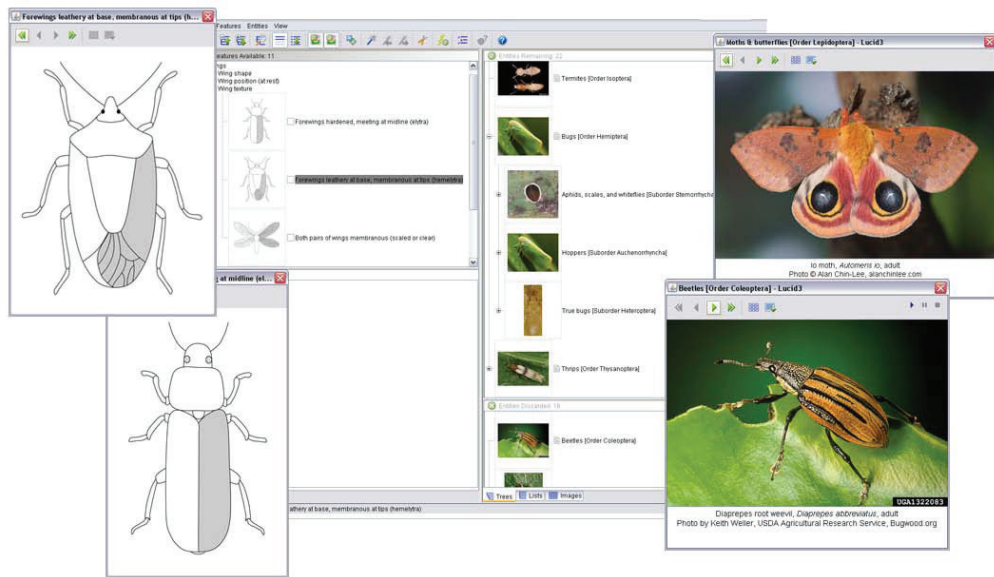 Forewings leathery at base, membranous at tips (h...
Features Entities View
Features Available: 11
Wing shape
Wing position (at rest)
Wing texture
Forewings hardened, meeting at midline (elytra)
Forewings leathery at base, membranous at tips (hemelytra)
Both pairs of wings membranous (scaled or clear)
at midline (el...
athery at base, membranous at tips (hemelytra)
Entities Remaining: 22
Termites [Order Isoptera]
Bugs [Order Hemiptera]
Aphids, scales, and whiteflies [Suborder Sternorrhyncha
Hoppers [Suborder Auchenorrhyncha]
True bugs [Suborder Heteroptera]
Thrips [Order Thysanoptera]
Entities Discarded: 16
Beetles [Order Coleoptera]
Trees Lists Images
Moths & butterflies [Order Lepidoptera] - Lucid3
Io moth, Automeris io, adult
Photo © Alan Chin-Lee, alanchinlee.com
Beetles [Order Coleoptera] - Lucid3
UGA1322083
Diaprepes root weevil, Diaprepes abbreviatus, adult
Photo by Keith Weller, USDA Agricultural Research Service, Bugwood.org